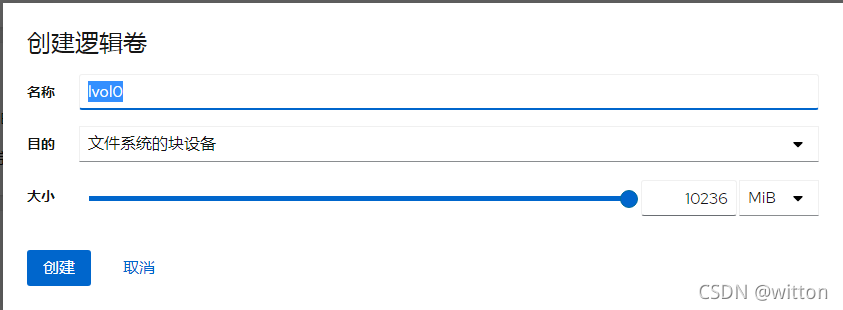 创建逻辑卷
名称 lvol0
目的 文件系统的块设备
大小 10236 MiB
创建 取消
CSDN @witton